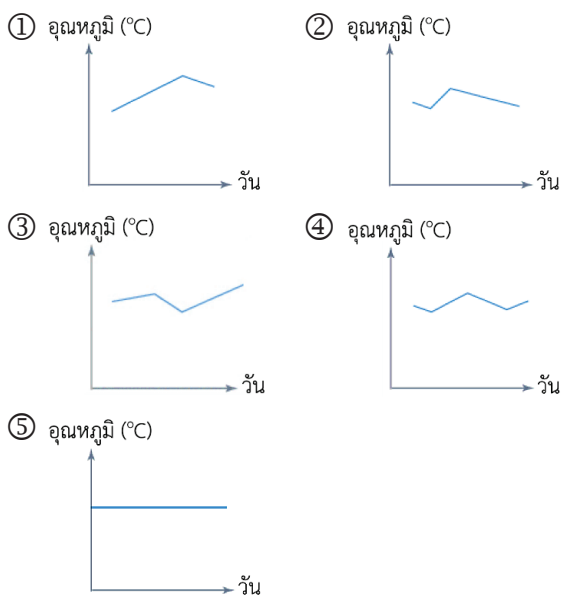 ① อุณหภูมิ (°C)
วัน
② อุณหภูมิ (°C)
วัน
③ อุณหภูมิ (°C)
วัน
④ อุณหภูมิ (°C)
วัน
⑤ อุณหภูมิ (°C)
วัน